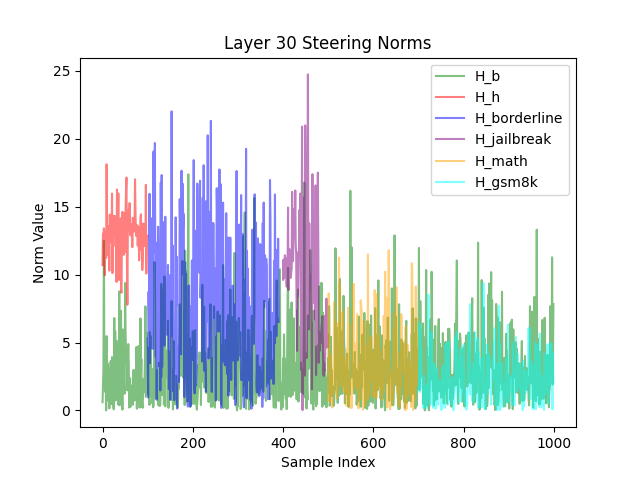 Layer 30 Steering Norms
H_b
H_h
H_borderline
H_jailbreak
H_math
H_gsm8k
Norm Value
25
20
15
10
5
0
0
200
400
600
800
1000
Sample Index